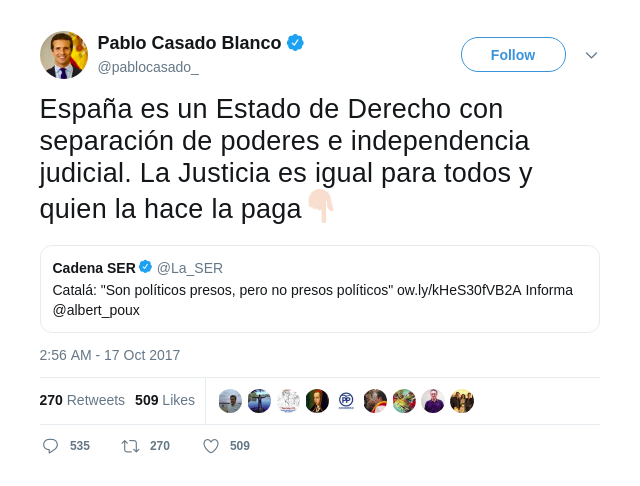 Pablo Casado Blanco
@pablocasado_
Follow
España es un Estado de Derecho con
separación de poderes e independencia
judicial. La Justicia es igual para todos y
quien la hace la paga👇🏻
Cadena SER @La_SER
Catalá: "Son políticos presos, pero no presos políticos" ow.ly/kHeS30fVB2A Informa
@albert_poux
2:56 AM - 17 Oct 2017
270 Retweets 509 Likes
PP
535 270 509